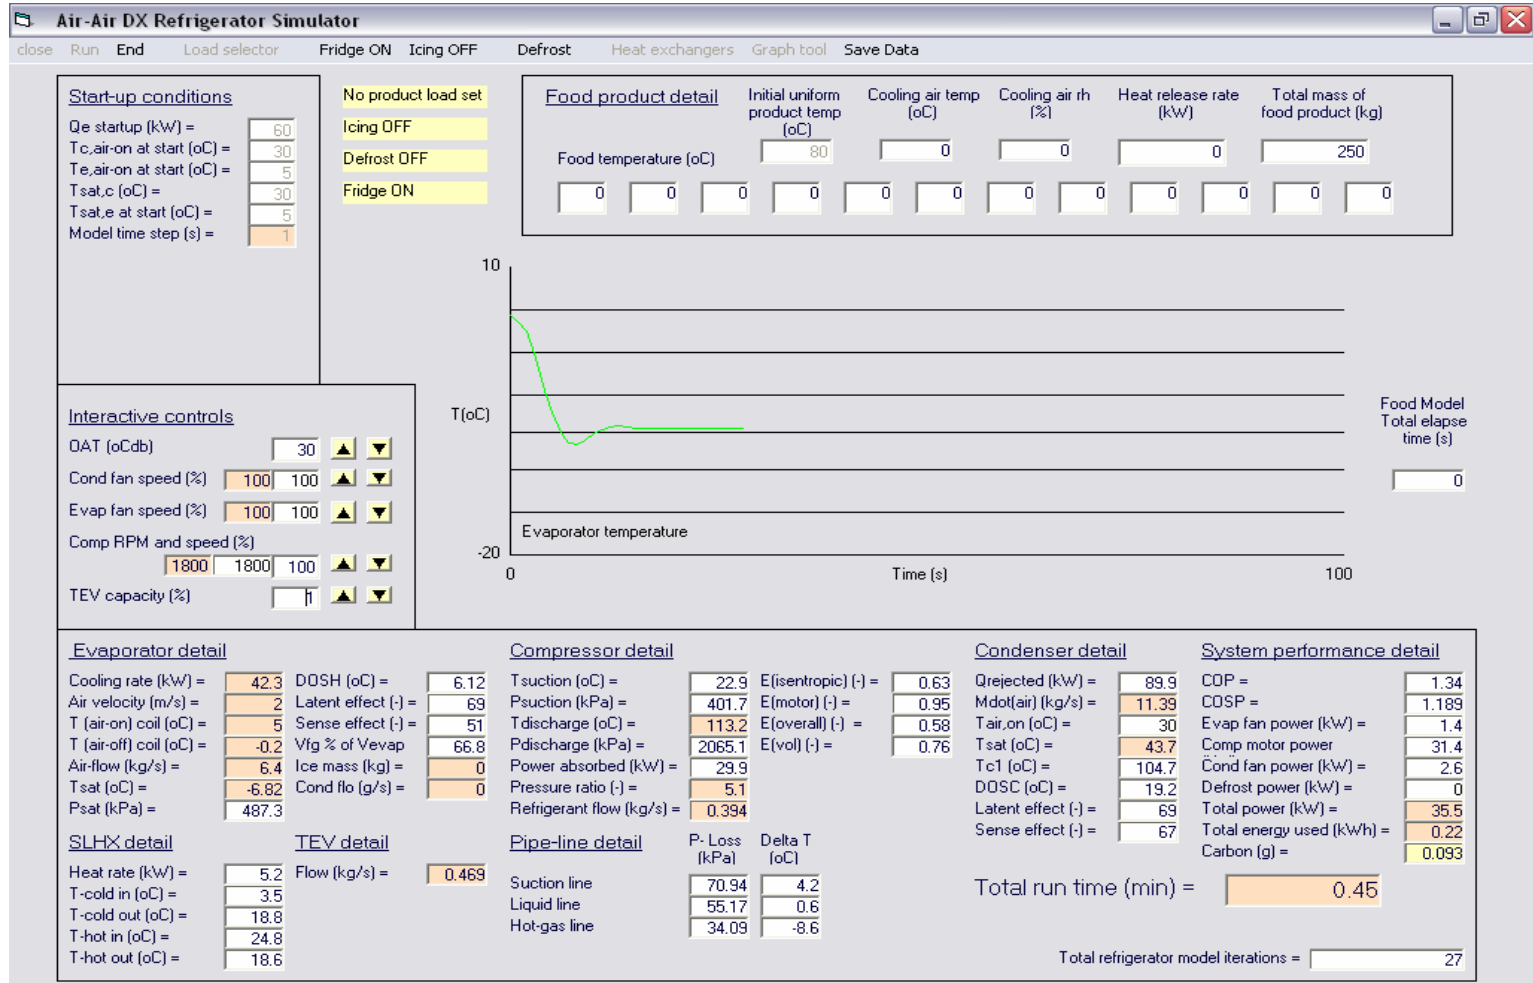 Air-Air DX Refrigerator Simulator
close Run End Load selector Fridge ON Icing OFF Defrost Heat exchangers Graph tool Save Data
Start-up conditions
Qe startup (kW) = 60
Tc,air-on at start (oC) = 30
Te,air-on at start (oC) = 5
Tsat,c (oC) = 30
Tsat,e at start (oC) = 5
Model time step (s) = 1
No product load set
Icing OFF
Defrost OFF
Fridge ON
Food product detail
Initial uniform
product temp
(oC)
80
Cooling air temp
(oC)
0
Cooling air rh
(%)
0
Heat release rate
(kW)
0
Total mass of
food product (kg)
250
Food temperature (oC)
0 0 0 0 0 0 0 0 0 0 0 0
Interactive controls
OAT (oCdb) 30
Cond fan speed (%) 100 100
Evap fan speed (%) 100 100
Comp RPM and speed (%)
1800 1800 100
TEV capacity (%) 1
10
T(oC)
-20
Evaporator temperature
0 Time (s) 100
Food Model
Total elapse
time (s)
0
Evaporator detail
Cooling rate (kW) = 42.3 DOSH (oC) = 6.12
Air velocity (m/s) = 2 Latent effect (-) = 69
T (air-on) coil (oC) = 5 Sense effect (-) = 51
T (air-off) coil (oC) = -0.2 Vfg % of Vevap 66.8
Air-flow (kg/s) = 6.4 Ice mass (kg) = 0
Tsat (oC) = -6.82 Cond flo (g/s) = 0
Psat (kPa) = 487.3
Compressor detail
Tsuction (oC) = 22.9 E(isentropic) (-) = 0.63
Psuction (kPa) = 401.7 E(motor) (-) = 0.95
Tdischarge (oC) = 113.2 E(overall) (-) = 0.58
Pdischarge (kPa) = 2065.1 E(vol) (-) = 0.76
Power absorbed (kW) = 29.9
Pressure ratio (-) = 5.1
Refrigerant flow (kg/s) = 0.394
Condenser detail
Qrejected (kW) = 89.9
Mdot(air) (kg/s) = 11.39
Tair,on (oC) = 30
Tsat (oC) = 43.7
Tc1 (oC) = 104.7
DOSC (oC) = 19.2
Latent effect (-) = 69
Sense effect (-) = 67
System performance detail
COP = 1.34
COSP = 1.189
Evap fan power (kW) = 1.4
Comp motor power 31.4
Cond fan power (kW) = 2.6
Defrost power (kW) = 0
Total power (kW) = 35.5
Total energy used (kWh) = 0.22
Carbon (g) = 0.093
SLHX detail
Heat rate (kW) = 5.2
T-cold in (oC) = 3.5
T-cold out (oC) = 18.8
T-hot in (oC) = 24.8
T-hot out (oC) = 18.6
TEV detail
Flow (kg/s) = 0.469
Pipe-line detail
P- Loss Delta T
(kPa) (oC)
Suction line 70.94 4.2
Liquid line 55.17 0.6
Hot-gas line 34.09 -8.6
Total run time (min) = 0.45
Total refrigerator model iterations = 27